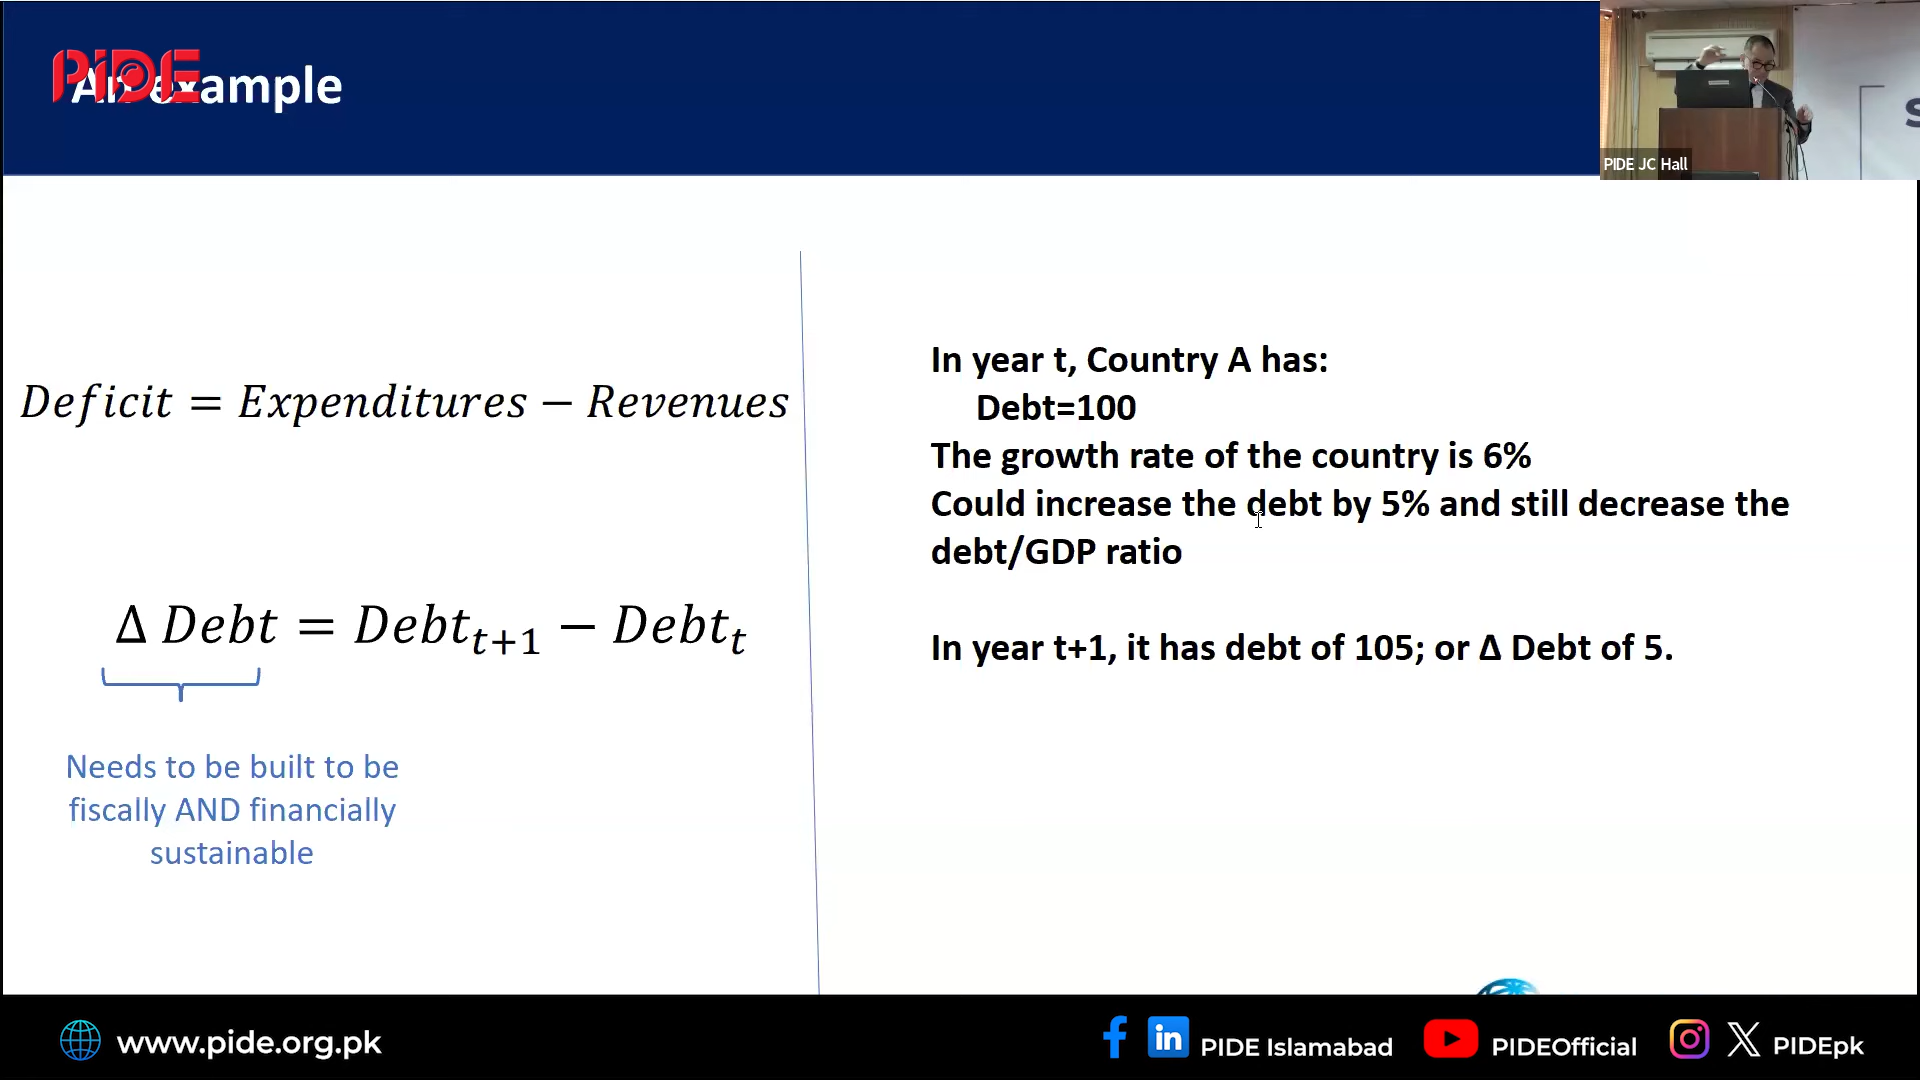 PIDE
An example
PIDE JC Hall
S
Deficit = Expenditures − Revenues
Δ Debt = Debtt+1 − Debtt
Needs to be built to be
fiscally AND financially
sustainable
In year t, Country A has:
Debt=100
The growth rate of the country is 6%
Could increase the debt by 5% and still decrease the
debt/GDP ratio
In year t+1, it has debt of 105; or Δ Debt of 5.
www.pide.org.pk
PIDE Islamabad
PIDEOfficial
PIDEpk